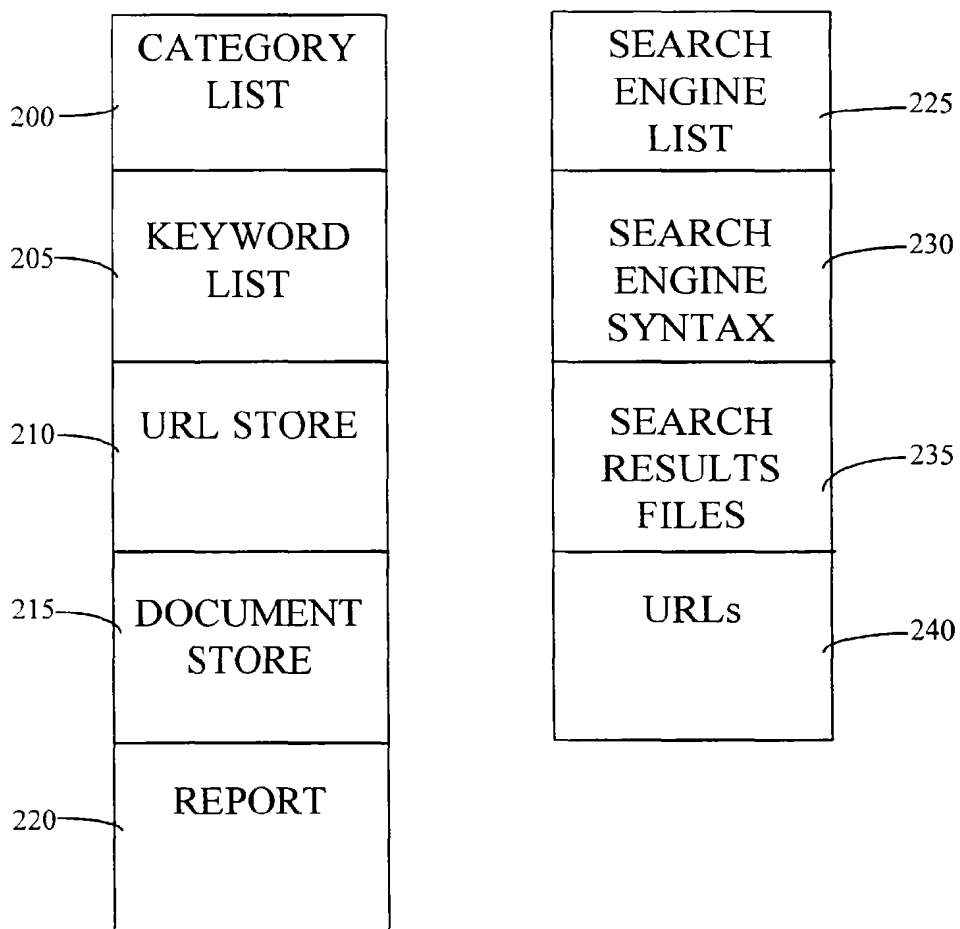 CATEGORY
LIST
200
KEYWORD
LIST
205
URL STORE
210
DOCUMENT
STORE
215
REPORT
220
SEARCH
ENGINE
LIST
225
SEARCH
ENGINE
SYNTAX
230
SEARCH
RESULTS
FILES
235
URLs
240